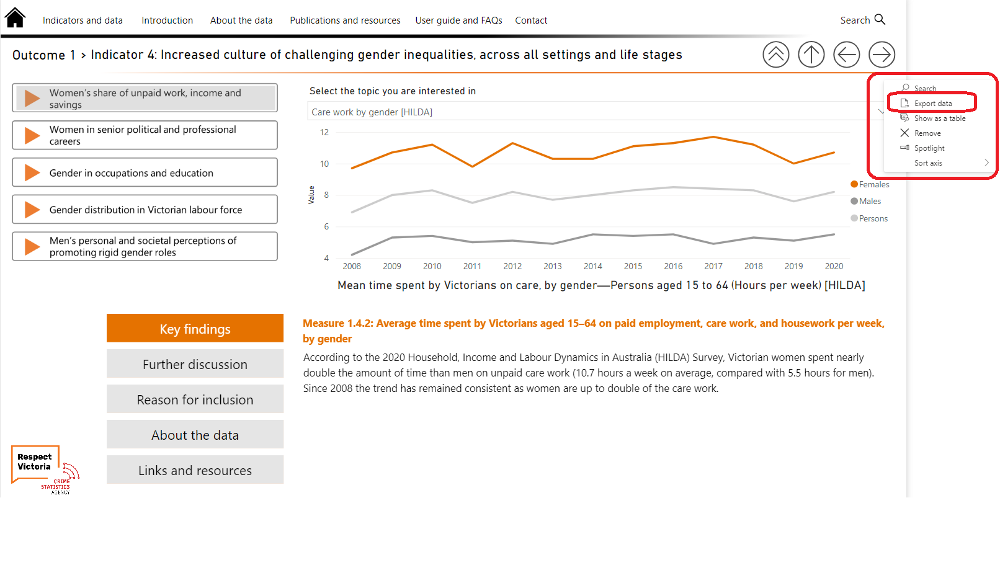 Indicators and data
Introduction
About the data
Publications and resources
User guide and FAQs
Contact
Search
Outcome 1 > Indicator 4: Increased culture of challenging gender inequalities, across all settings and life stages
Women's share of unpaid work, income and
savings
Women in senior political and professional
careers
Gender in occupations and education
Gender distribution in Victorian labour force
Men's personal and societal perceptions of
promoting rigid gender roles
Select the topic you are interested in
Care work by gender [HILDA]
Search
Export data
Show as a table
Remove
Spotlight
Sort axis
12
10
8
6
4
Value
2008 2009 2010 2011 2012 2013 2014 2015 2016 2017 2018 2019 2020
Females
Males
Persons
Mean time spent by Victorians on care, by gender—Persons aged 15 to 64 (Hours per week) [HILDA]
Key findings
Further discussion
Reason for inclusion
About the data
Links and resources
Measure 1.4.2: Average time spent by Victorians aged 15–64 on paid employment, care work, and housework per week,
by gender
According to the 2020 Household, Income and Labour Dynamics in Australia (HILDA) Survey, Victorian women spent nearly
double the amount of time than men on unpaid care work (10.7 hours a week on average, compared with 5.5 hours for men).
Since 2008 the trend has remained consistent as women are up to double of the care work.
Respect
Victoria
CRIME
STATISTICS
AGENCY